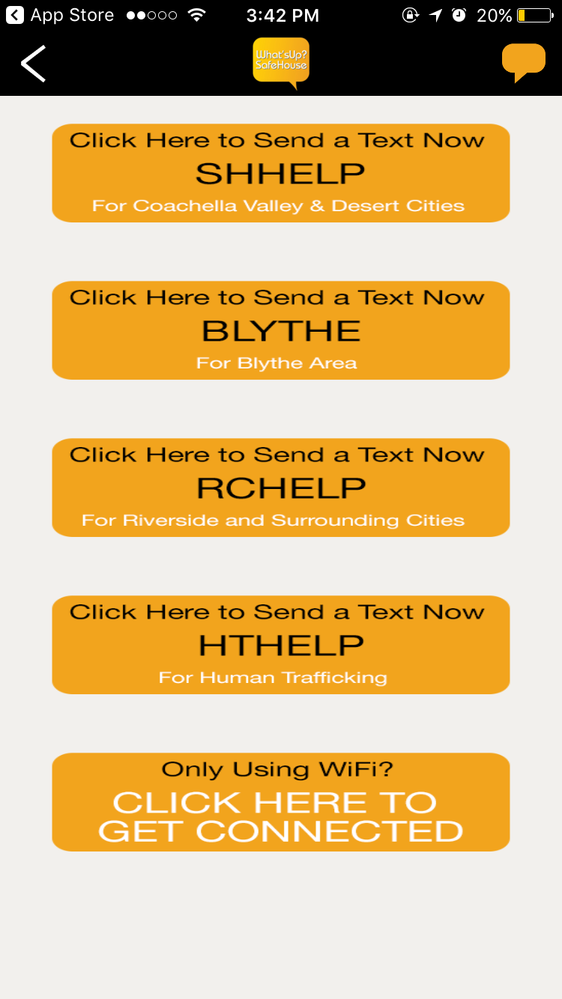 App Store 3:42 PM 20%
What'sUp?
SafeHouse
Click Here to Send a Text Now
SHHELP
For Coachella Valley & Desert Cities
Click Here to Send a Text Now
BLYTHE
For Blythe Area
Click Here to Send a Text Now
RCHELP
For Riverside and Surrounding Cities
Click Here to Send a Text Now
HTHELP
For Human Trafficking
Only Using WiFi?
CLICK HERE TO
GET CONNECTED